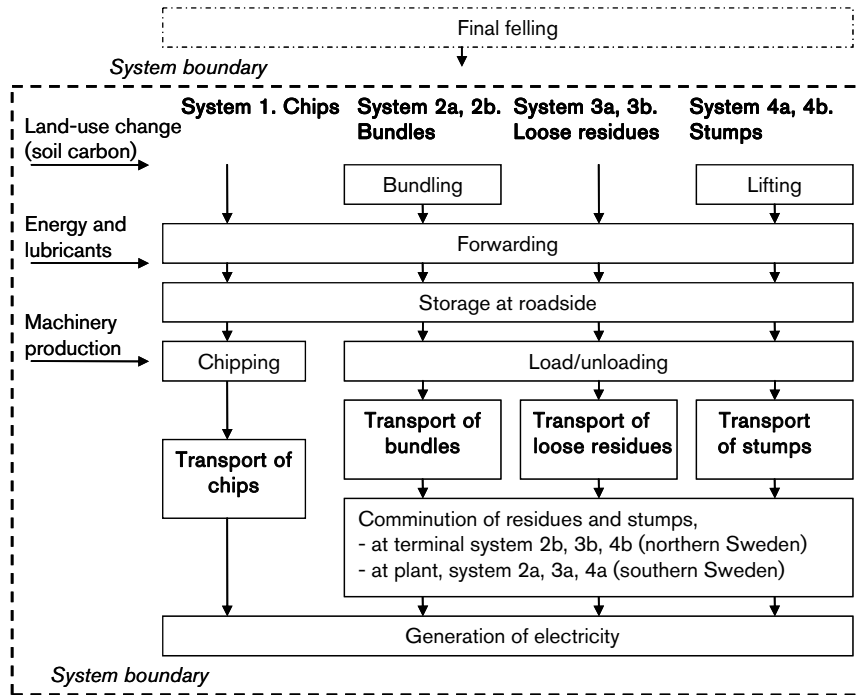 Final felling
System boundary
System 1. Chips
System 2a, 2b.
Bundles
System 3a, 3b.
Loose residues
System 4a, 4b.
Stumps
Land-use change
(soil carbon)
Bundling
Lifting
Energy and
lubricants
Forwarding
Storage at roadside
Machinery
production
Chipping
Load/unloading
Transport of
chips
Transport of
bundles
Transport of
loose residues
Transport
of stumps
Comminution of residues and stumps,
- at terminal system 2b, 3b, 4b (northern Sweden)
- at plant, system 2a, 3a, 4a (southern Sweden)
Generation of electricity
System boundary